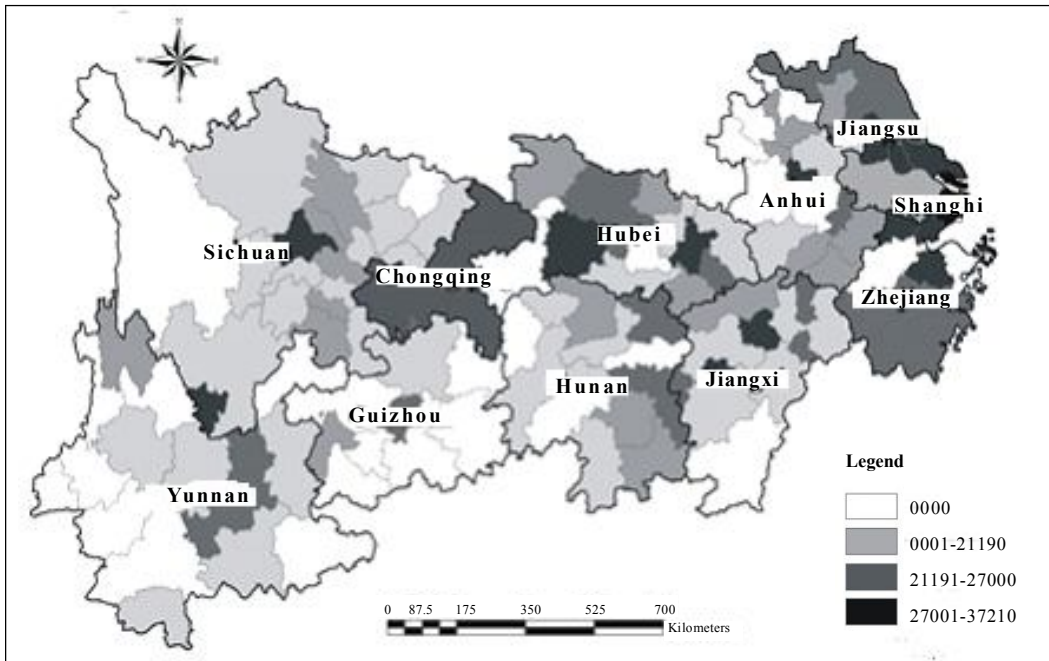 Jiangsu
Anhui
Shanghi
Sichuan
Hubei
Chongqing
Zhejiang
Hunan
Jiangxi
Guizhou
Yunnan
Legend
0000
0001-21190
21191-27000
27001-37210
0 87.5 175 350 525 700
Kilometers